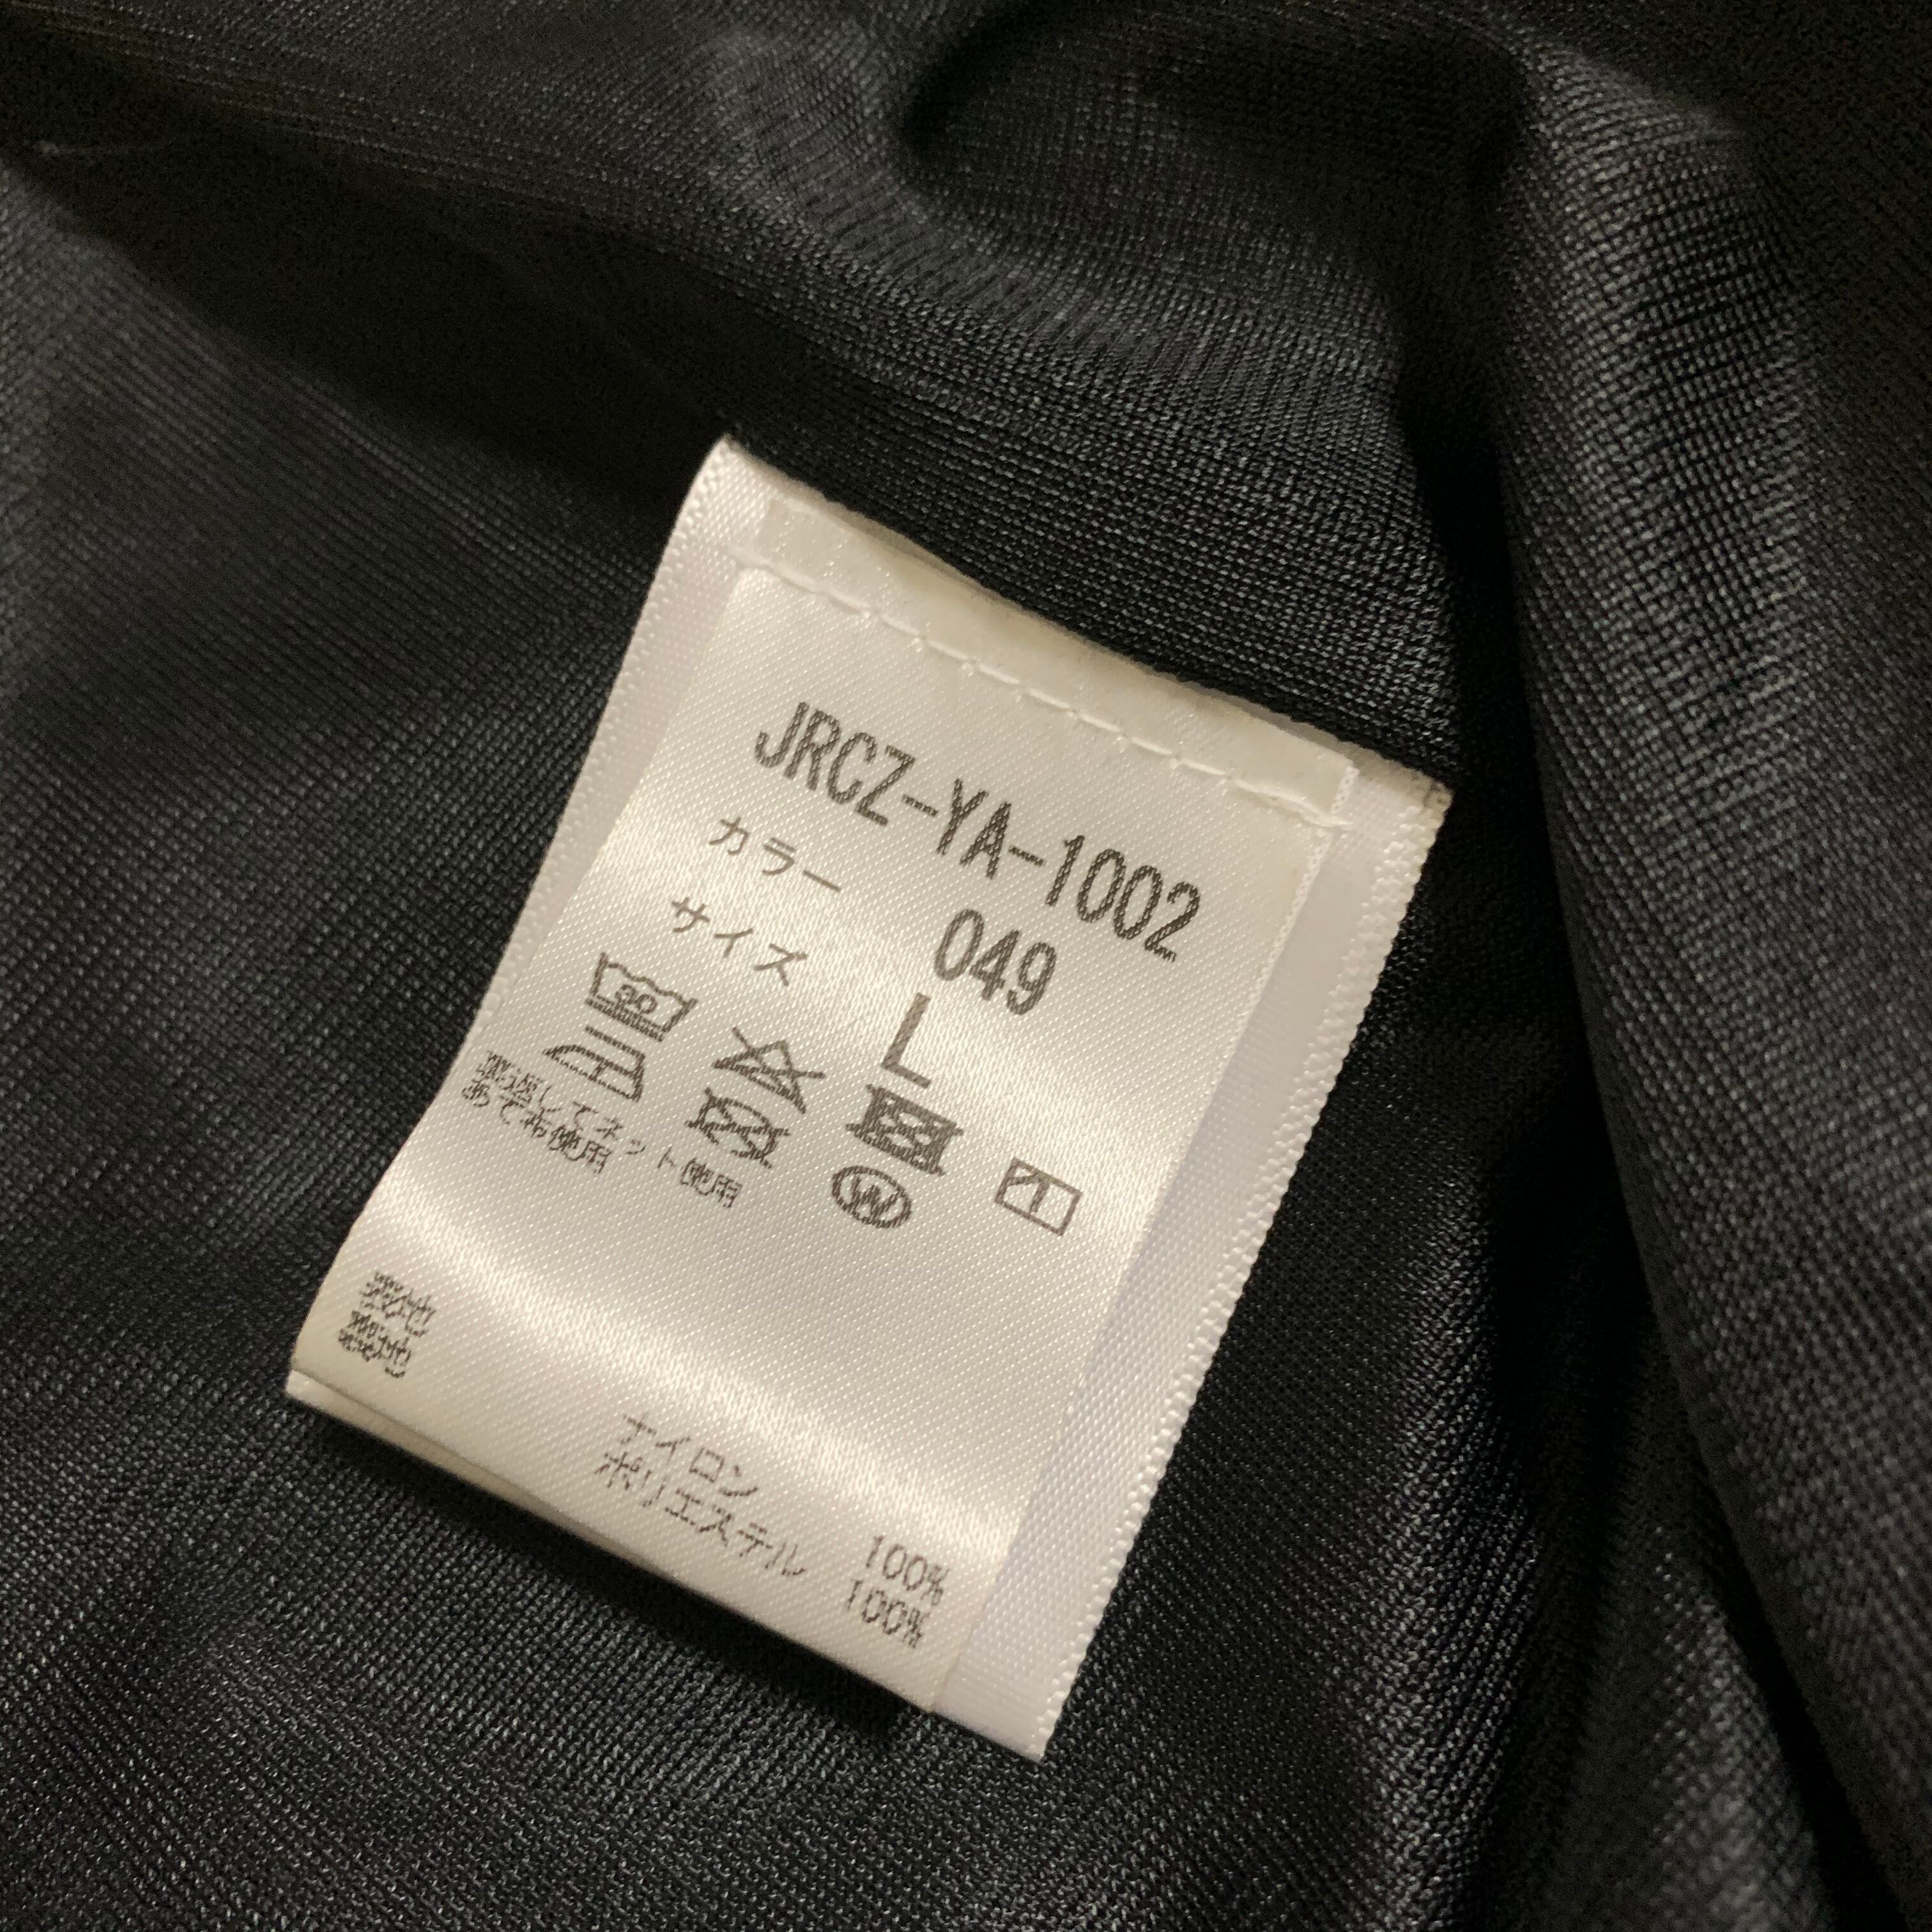 JRCZ-YA-1002
カラー 049
サイズ L
30
W
裏返してネット使用
あて布使用
表地 ナイロン 100%
裏地 ポリエステル 100%